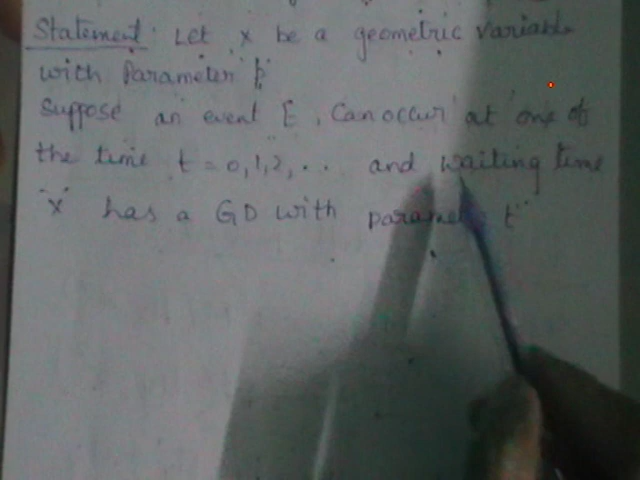 Statement: Let x be a geometric variable
with Parameter 'p'
Suppose an event E, can occur at one of
the time t = 0,1,2, .. and waiting time
"x" has a GD with parameter t"